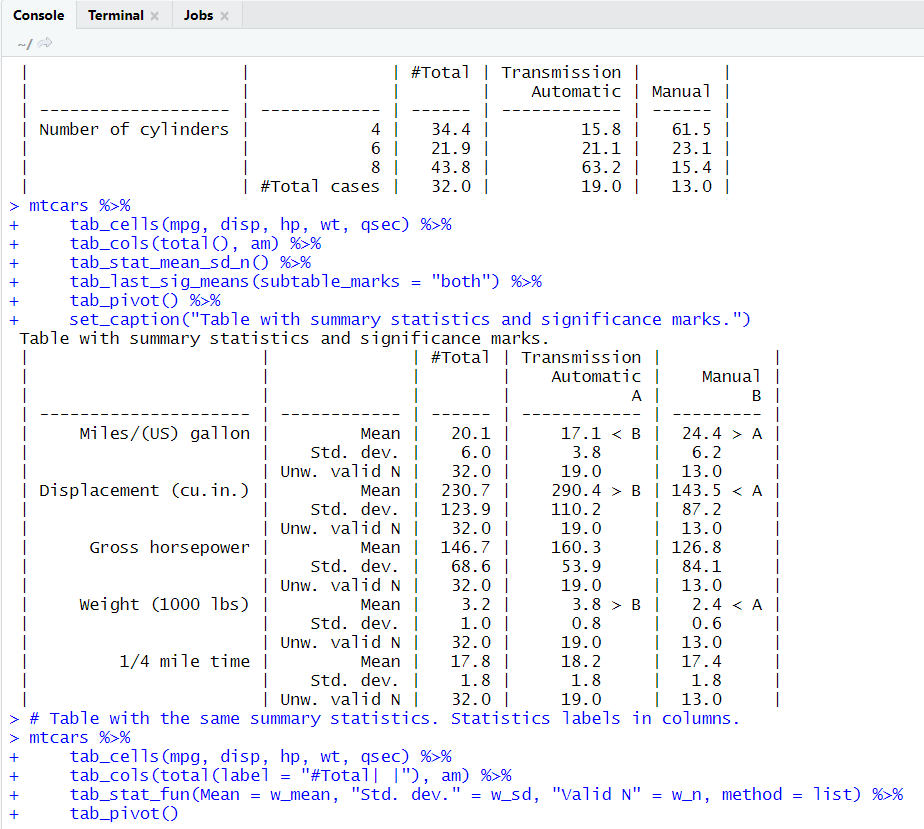 Console Terminal × Jobs ×
~/
| | | #Total | Transmission | |
| | | | Automatic | Manual |
| ------------------- | ------------ | ------ | ------------ | ------ |
| Number of cylinders | 4 | 34.4 | 15.8 | 61.5 |
| | 6 | 21.9 | 21.1 | 23.1 |
| | 8 | 43.8 | 63.2 | 15.4 |
| | #Total cases | 32.0 | 19.0 | 13.0 |
> mtcars %>%
+     tab_cells(mpg, disp, hp, wt, qsec) %>%
+     tab_cols(total(), am) %>%
+     tab_stat_mean_sd_n() %>%
+     tab_last_sig_means(subtable_marks = "both") %>%
+     tab_pivot() %>%
+     set_caption("Table with summary statistics and significance marks.")
Table with summary statistics and significance marks.
| | | #Total | Transmission | |
| | | | Automatic | Manual |
| | | | A | B |
| --------------------- | ------------ | ------ | ------------ | --------- |
| Miles/(US) gallon | Mean | 20.1 | 17.1 < B | 24.4 > A |
| | Std. dev. | 6.0 | 3.8 | 6.2 |
| | Unw. valid N | 32.0 | 19.0 | 13.0 |
| Displacement (cu.in.) | Mean | 230.7 | 290.4 > B | 143.5 < A |
| | Std. dev. | 123.9 | 110.2 | 87.2 |
| | Unw. valid N | 32.0 | 19.0 | 13.0 |
| Gross horsepower | Mean | 146.7 | 160.3 | 126.8 |
| | Std. dev. | 68.6 | 53.9 | 84.1 |
| | Unw. valid N | 32.0 | 19.0 | 13.0 |
| Weight (1000 lbs) | Mean | 3.2 | 3.8 > B | 2.4 < A |
| | Std. dev. | 1.0 | 0.8 | 0.6 |
| | Unw. valid N | 32.0 | 19.0 | 13.0 |
| 1/4 mile time | Mean | 17.8 | 18.2 | 17.4 |
| | Std. dev. | 1.8 | 1.8 | 1.8 |
| | Unw. valid N | 32.0 | 19.0 | 13.0 |
> # Table with the same summary statistics. Statistics labels in columns.
> mtcars %>%
+     tab_cells(mpg, disp, hp, wt, qsec) %>%
+     tab_cols(total(label = "#Total| |"), am) %>%
+     tab_stat_fun(Mean = w_mean, "Std. dev." = w_sd, "Valid N" = w_n, method = list) %>%
+     tab_pivot()